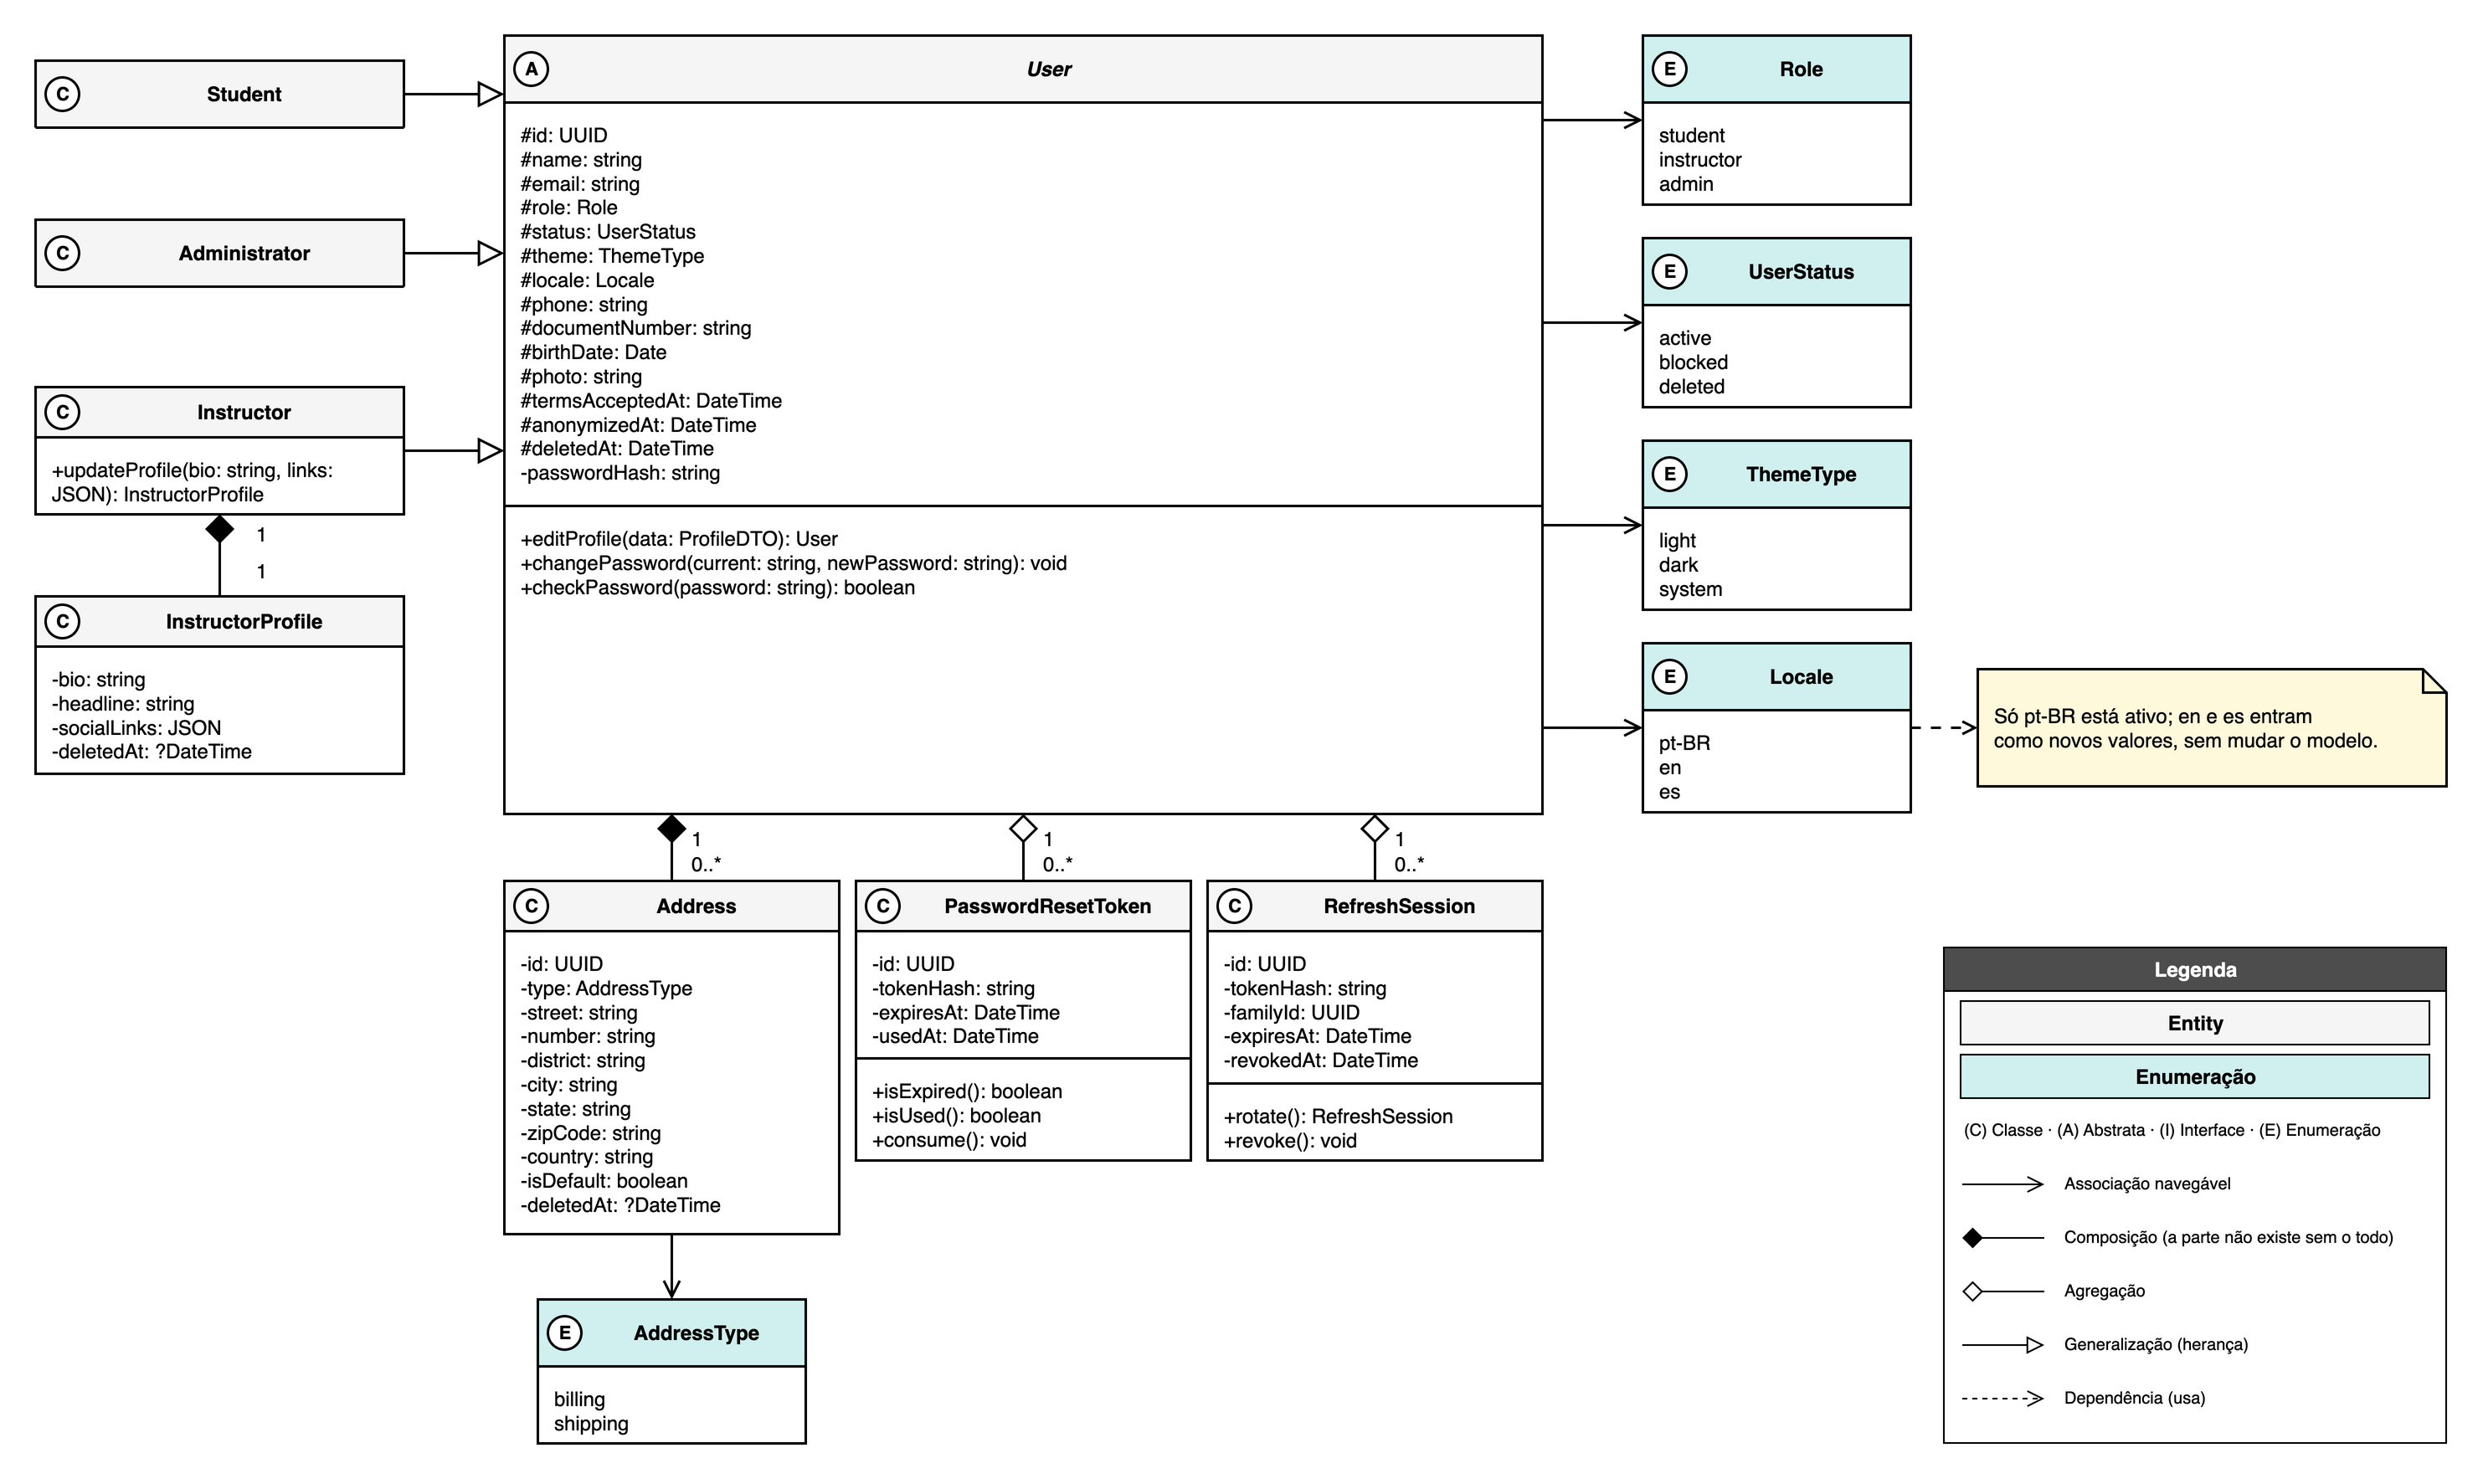 C
Student
C
Administrator
C
Instructor
+updateProfile(bio: string, links:
JSON): InstructorProfile
1
1
C
InstructorProfile
-bio: string
-headline: string
-socialLinks: JSON
-deletedAt: ?DateTime
A
User
#id: UUID
#name: string
#email: string
#role: Role
#status: UserStatus
#theme: ThemeType
#locale: Locale
#phone: string
#documentNumber: string
#birthDate: Date
#photo: string
#termsAcceptedAt: DateTime
#anonymizedAt: DateTime
#deletedAt: DateTime
-passwordHash: string
+editProfile(data: ProfileDTO): User
+changePassword(current: string, newPassword: string): void
+checkPassword(password: string): boolean
E
Role
student
instructor
admin
E
UserStatus
active
blocked
deleted
E
ThemeType
light
dark
system
E
Locale
pt-BR
en
es
Só pt-BR está ativo; en e es entram
como novos valores, sem mudar o modelo.
1
0..*
1
0..*
1
0..*
C
Address
-id: UUID
-type: AddressType
-street: string
-number: string
-district: string
-city: string
-state: string
-zipCode: string
-country: string
-isDefault: boolean
-deletedAt: ?DateTime
C
PasswordResetToken
-id: UUID
-tokenHash: string
-expiresAt: DateTime
-usedAt: DateTime
+isExpired(): boolean
+isUsed(): boolean
+consume(): void
C
RefreshSession
-id: UUID
-tokenHash: string
-familyId: UUID
-expiresAt: DateTime
-revokedAt: DateTime
+rotate(): RefreshSession
+revoke(): void
E
AddressType
billing
shipping
Legenda
Entity
Enumeração
(C) Classe · (A) Abstrata · (I) Interface · (E) Enumeração
Associação navegável
Composição (a parte não existe sem o todo)
Agregação
Generalização (herança)
Dependência (usa)